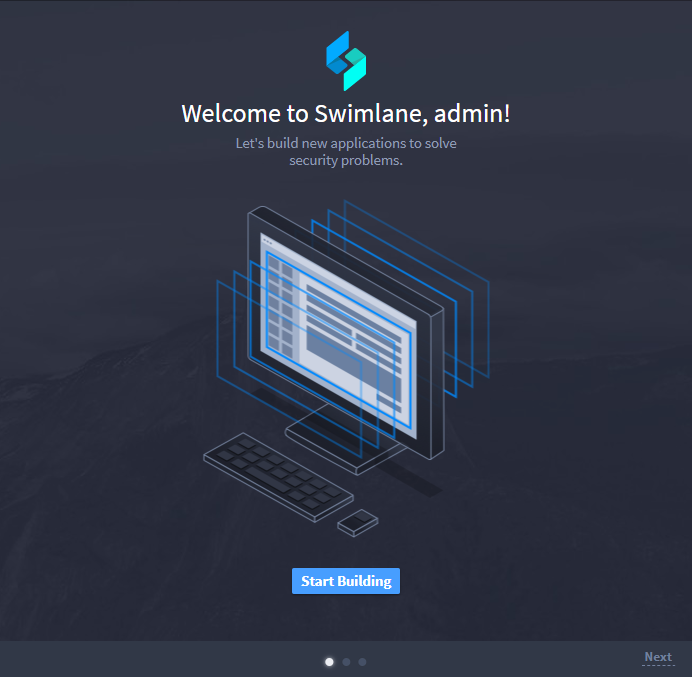 Welcome to Swimlane, admin!
Let's build new applications to solve
security problems.
Start Building
Next